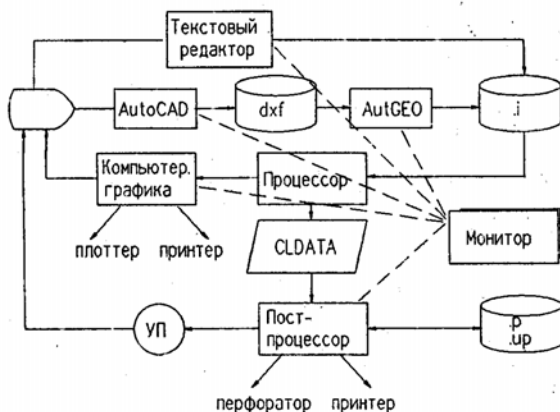 Текстовый
редактор
AutoCAD
dxf
AutGEO
.i
Компьютер.
графика
Процессор
плоттер
принтер
CLDATA
Монитор
УП
Пост-
процессор
.p
.up
перфоратор
принтер